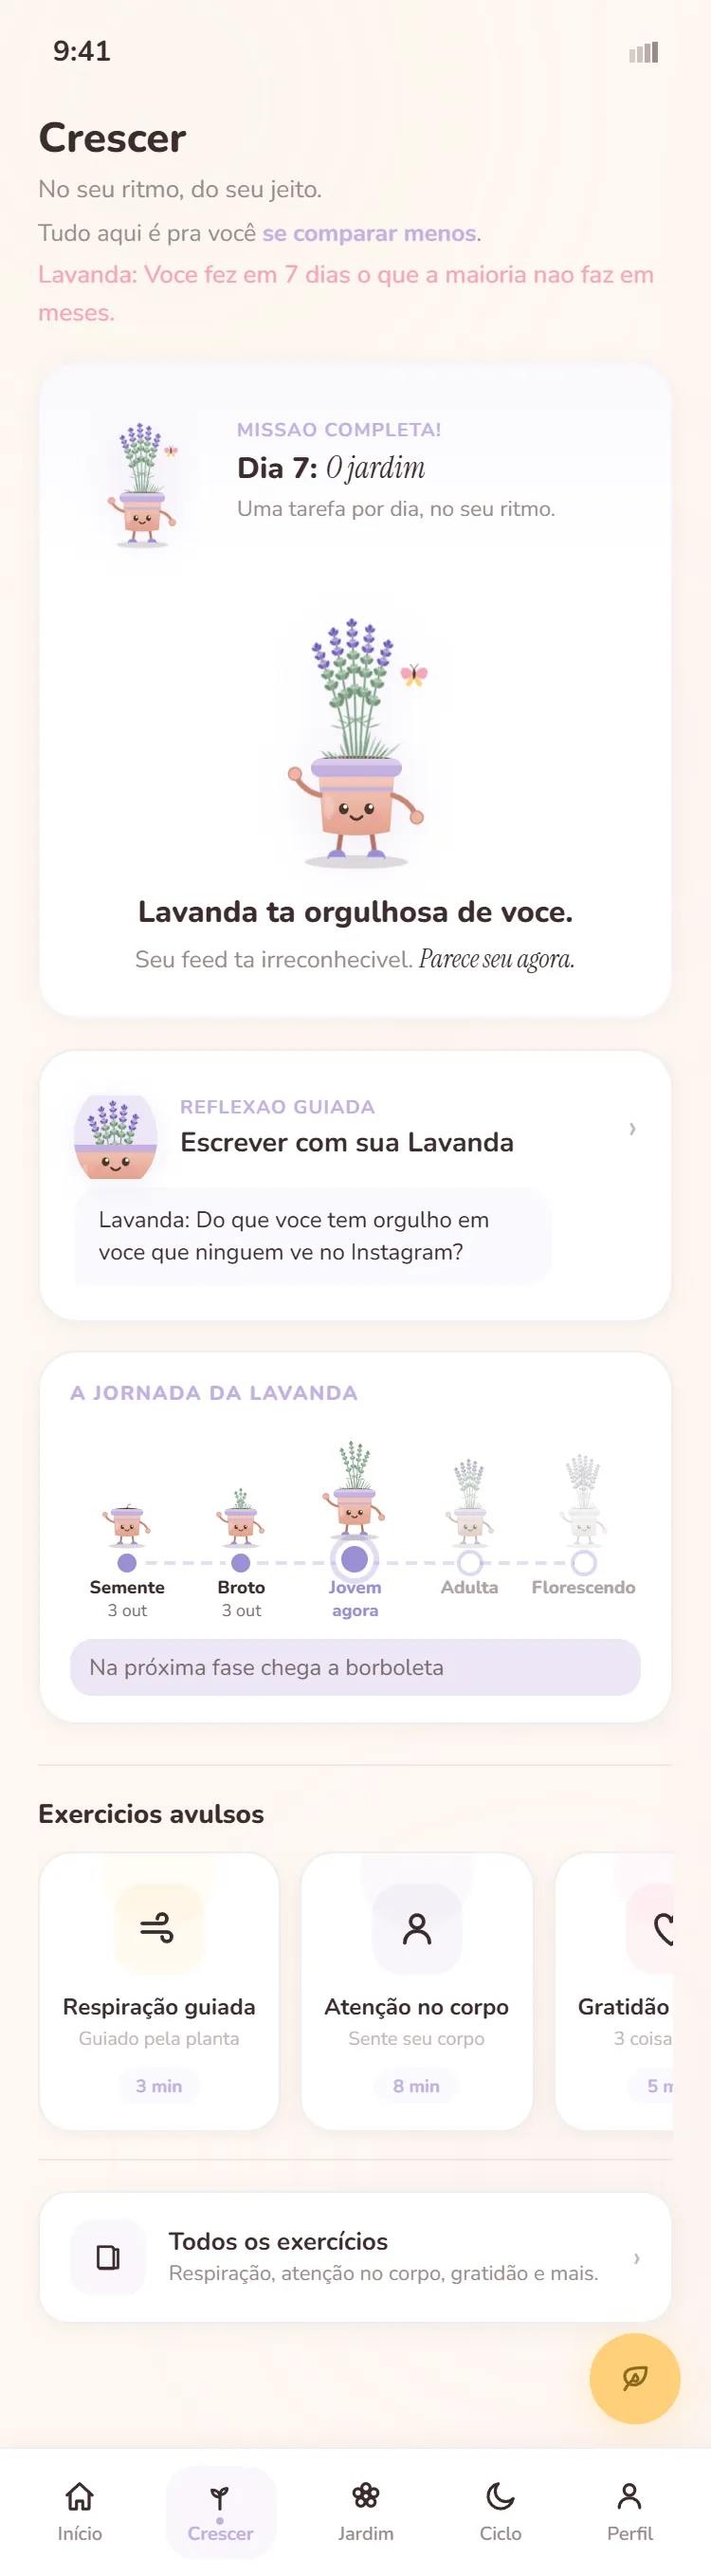 9:41
Crescer
No seu ritmo, do seu jeito.
Tudo aqui é pra você se comparar menos.
Lavanda: Voce fez em 7 dias o que a maioria nao faz em
meses.
MISSAO COMPLETA!
Dia 7: O jardim
Uma tarefa por dia, no seu ritmo.
Lavanda ta orgulhosa de voce.
Seu feed ta irreconhecivel. Parece seu agora.
REFLEXAO GUIADA
Escrever com sua Lavanda
Lavanda: Do que voce tem orgulho em
voce que ninguem ve no Instagram?
A JORNADA DA LAVANDA
Semente
3 out
Broto
3 out
Jovem
agora
Adulta
Florescendo
Na próxima fase chega a borboleta
Exercicios avulsos
Respiração guiada
Guiado pela planta
3 min
Atenção no corpo
Sente seu corpo
8 min
Gratidão
3 coisa
5 m
Todos os exercícios
Respiração, atenção no corpo, gratidão e mais.
Início
Crescer
Jardim
Ciclo
Perfil